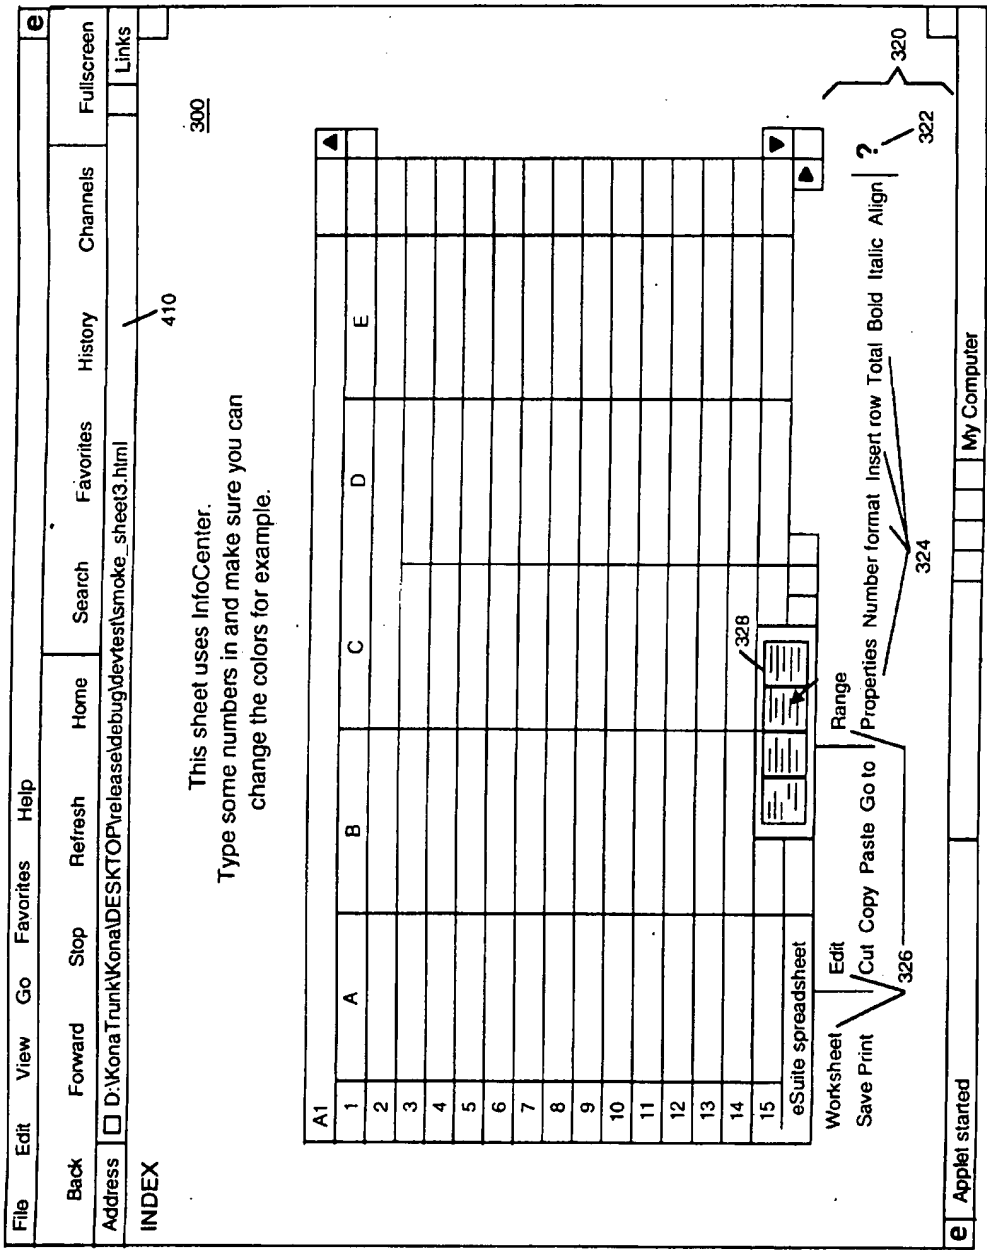 File Edit View Go Favorites Help e
Back Forward Stop Refresh Home Search Favorites History Channels Fullscreen
Address D:\KonaTrunk\Kona\DESKTOP\release\debug\devtest\smoke_sheet3.html Links
INDEX
410
300
This sheet uses InfoCenter.
Type some numbers in and make sure you can
change the colors for example.
A1
1 A B C D E
2
3
4
5
6
7
8
9
10
11
12
13
14
15
328
eSuite spreadsheet
Worksheet Edit Range
Save Print Cut Copy Paste Go to Properties Number format Insert row Total Bold Italic Align ?
320
322
324
326
e Applet started My Computer